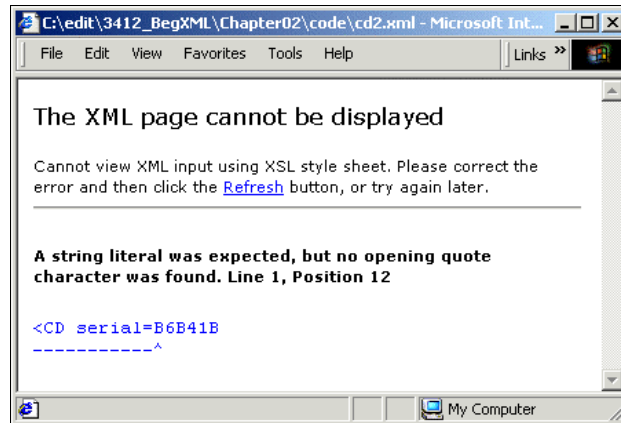 C:\edit\3412_BegXML\Chapter02\code\cd2.xml - Microsoft Int...
File Edit View Favorites Tools Help Links »
The XML page cannot be displayed
Cannot view XML input using XSL style sheet. Please correct the
error and then click the Refresh button, or try again later.
A string literal was expected, but no opening quote
character was found. Line 1, Position 12
<CD serial=B6B41B
-----------^
My Computer